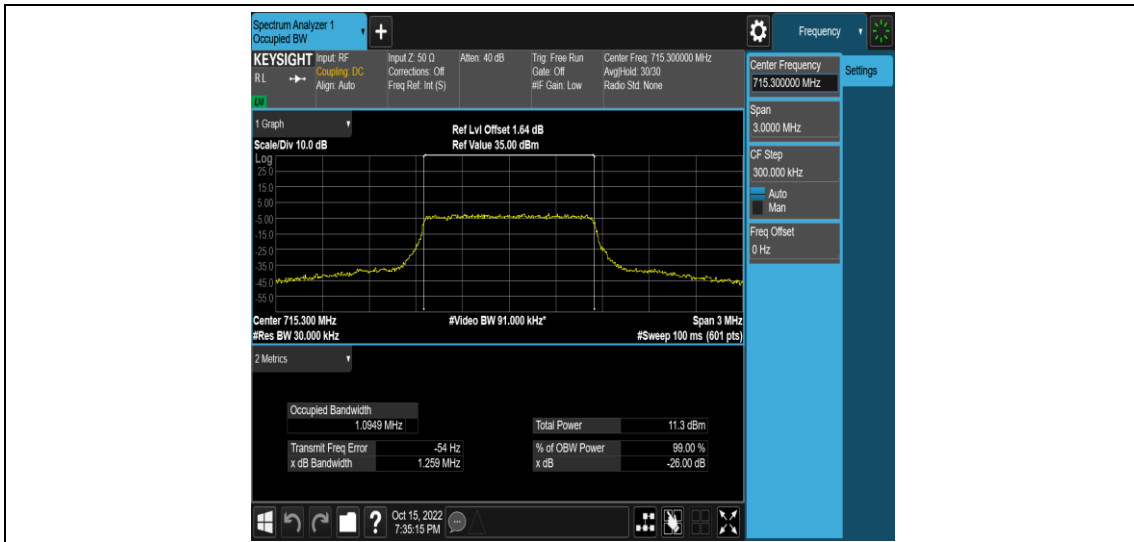 Spectrum Analyzer 1
Occupied BW
+
Frequency
KEYSIGHT
RL
LXI
Input: RF
Coupling: DC
Align: Auto
Input Z: 50 Ω
Corrections: Off
Freq Ref: Int (S)
Atten: 40 dB
Trig: Free Run
Gate: Off
#IF Gain: Low
Center Freq: 715.300000 MHz
Avg|Hold: 30/30
Radio Std: None
Center Frequency
715.300000 MHz
Settings
Span
3.0000 MHz
CF Step
300.000 kHz
Auto
Man
Freq Offset
0 Hz
1 Graph
Ref Lvl Offset 1.64 dB
Scale/Div 10.0 dB
Ref Value 35.00 dBm
Log
25.0
15.0
5.00
-5.00
-15.0
-25.0
-35.0
-45.0
-55.0
Center 715.300 MHz
#Video BW 91.000 kHz*
Span 3 MHz
#Res BW 30.000 kHz
#Sweep 100 ms (601 pts)
2 Metrics
Occupied Bandwidth
1.0949 MHz
Total Power 11.3 dBm
Transmit Freq Error -54 Hz
% of OBW Power 99.00 %
x dB Bandwidth 1.259 MHz
x dB -26.00 dB
?
Oct 15, 2022
7:35:15 PM